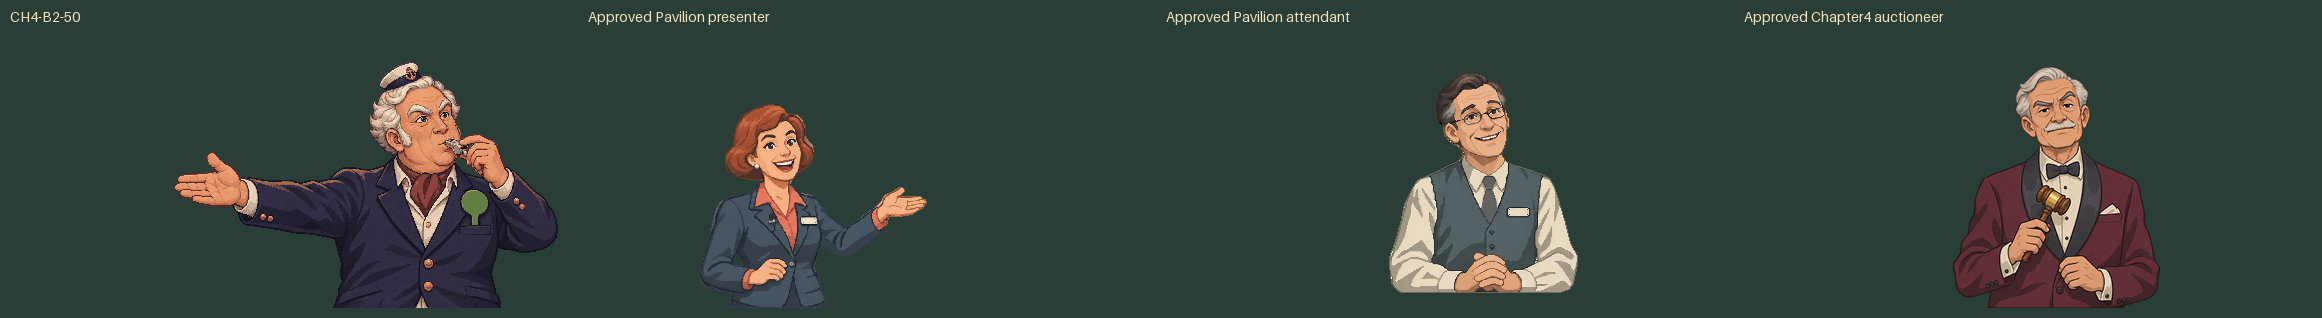 CH4-B2-50
Approved Pavilion presenter
Approved Pavilion attendant
Approved Chapter4 auctioneer